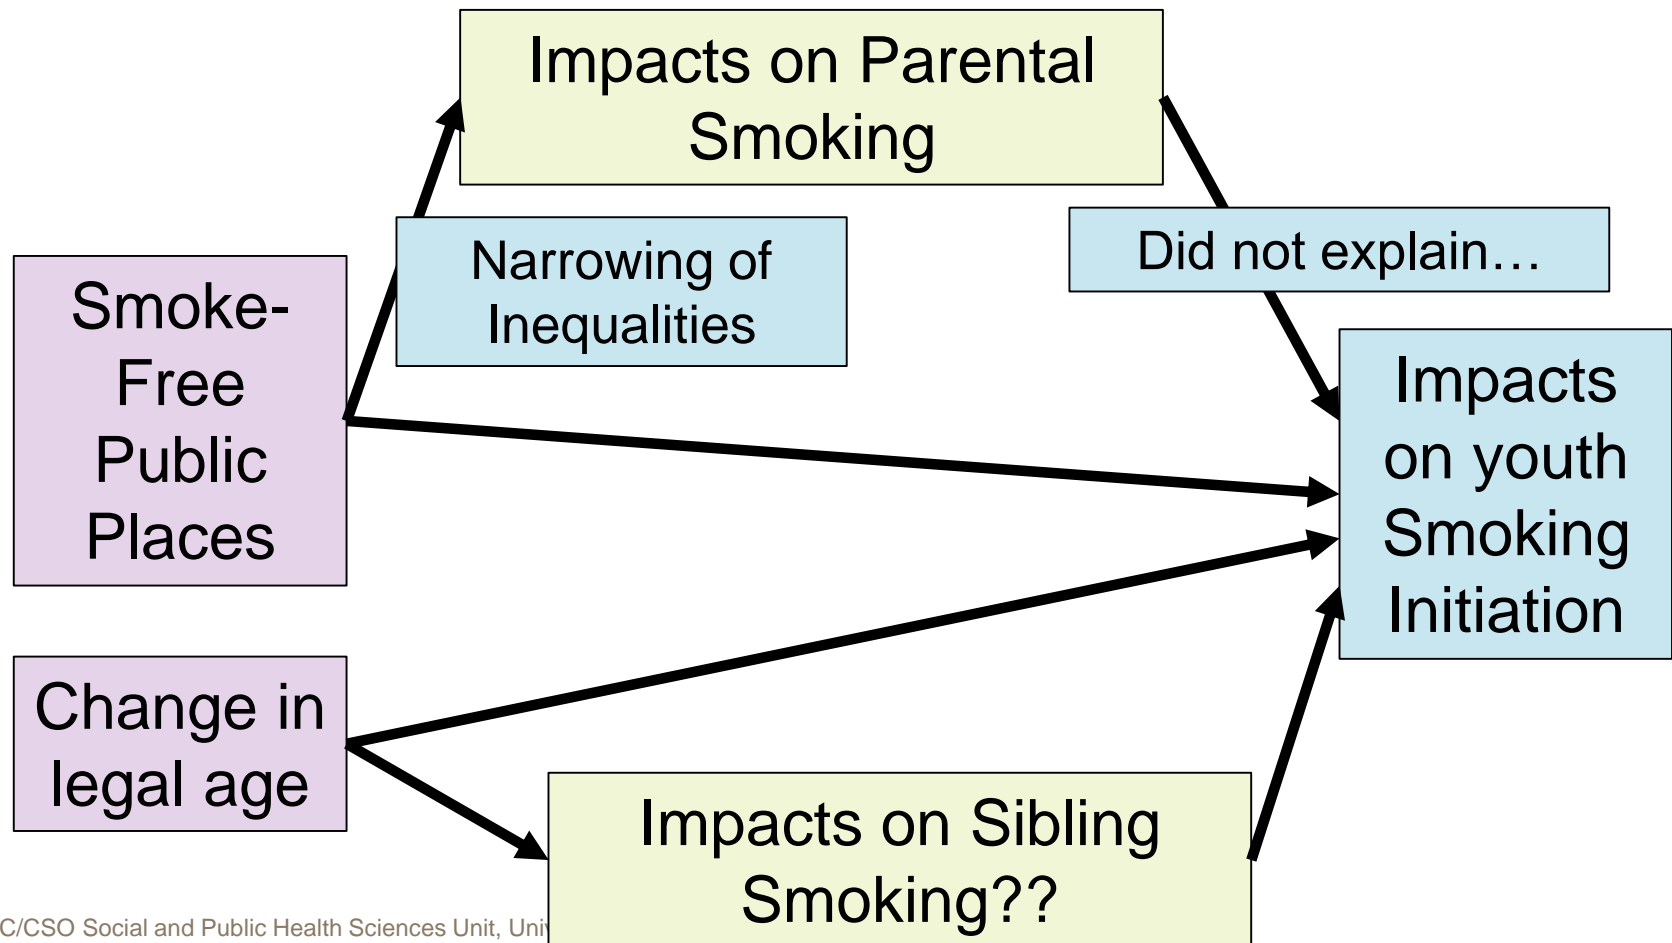 Impacts on Parental
Smoking
Narrowing of
Inequalities
Did not explain…
Smoke-
Free
Public
Places
Impacts
on youth
Smoking
Initiation
Change in
legal age
Impacts on Sibling
Smoking??
C/CSO Social and Public Health Sciences Unit,